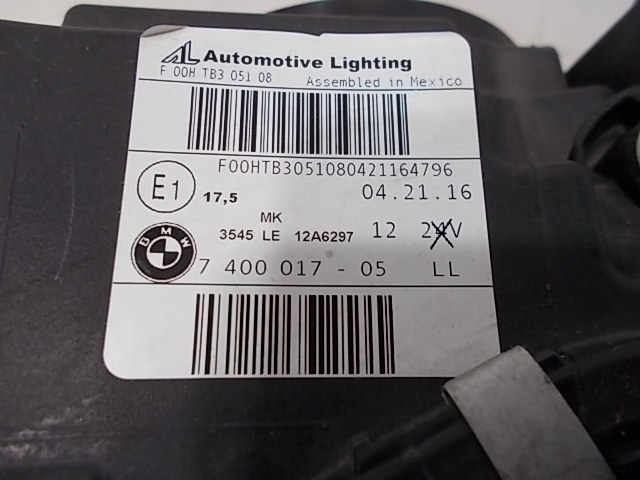 AL Automotive Lighting
F 00H TB3 051 08 Assembled in Mexico
F00HTB3051080421164796
E1 17,5 04.21.16
MK
3545 LE 12A6297 12 24V
BMW 7 400 017 - 05 LL